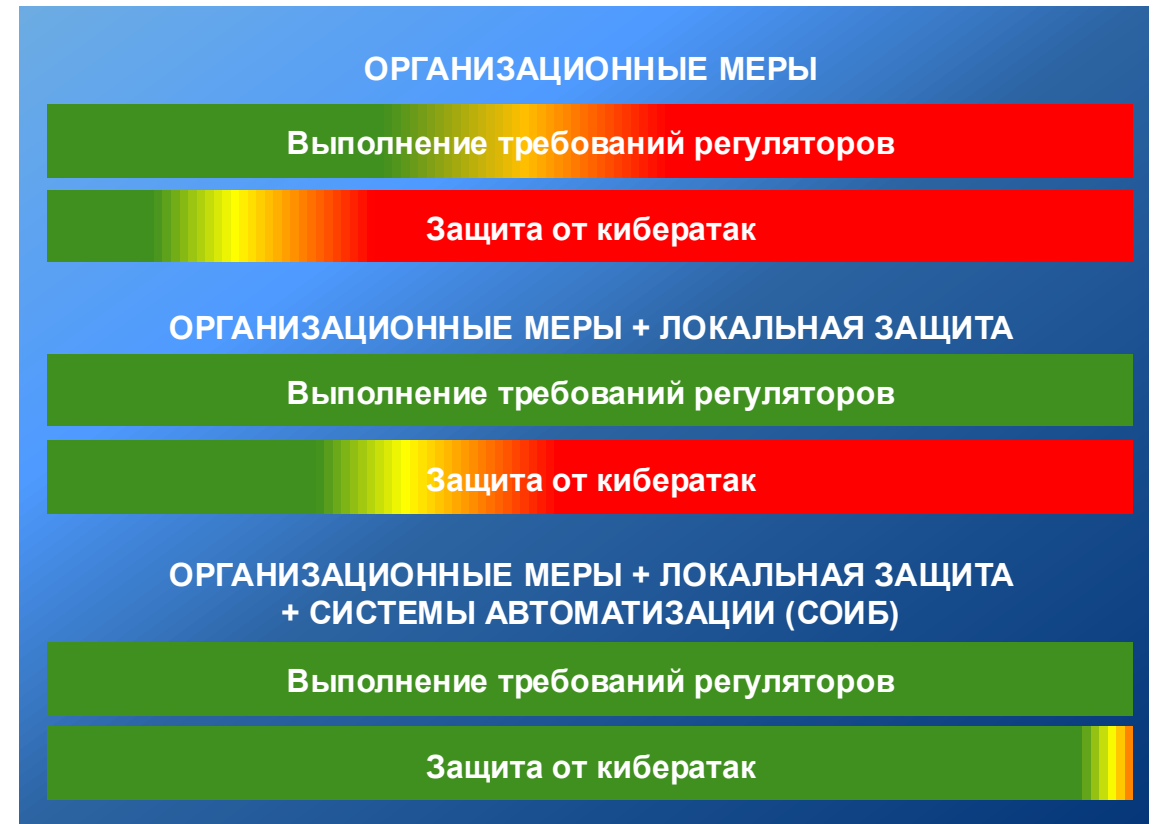 ОРГАНИЗАЦИОННЫЕ МЕРЫ
Выполнение требований регуляторов
Защита от кибератак
ОРГАНИЗАЦИОННЫЕ МЕРЫ + ЛОКАЛЬНАЯ ЗАЩИТА
Выполнение требований регуляторов
Защита от кибератак
ОРГАНИЗАЦИОННЫЕ МЕРЫ + ЛОКАЛЬНАЯ ЗАЩИТА
+ СИСТЕМЫ АВТОМАТИЗАЦИИ (СОИБ)
Выполнение требований регуляторов
Защита от кибератак